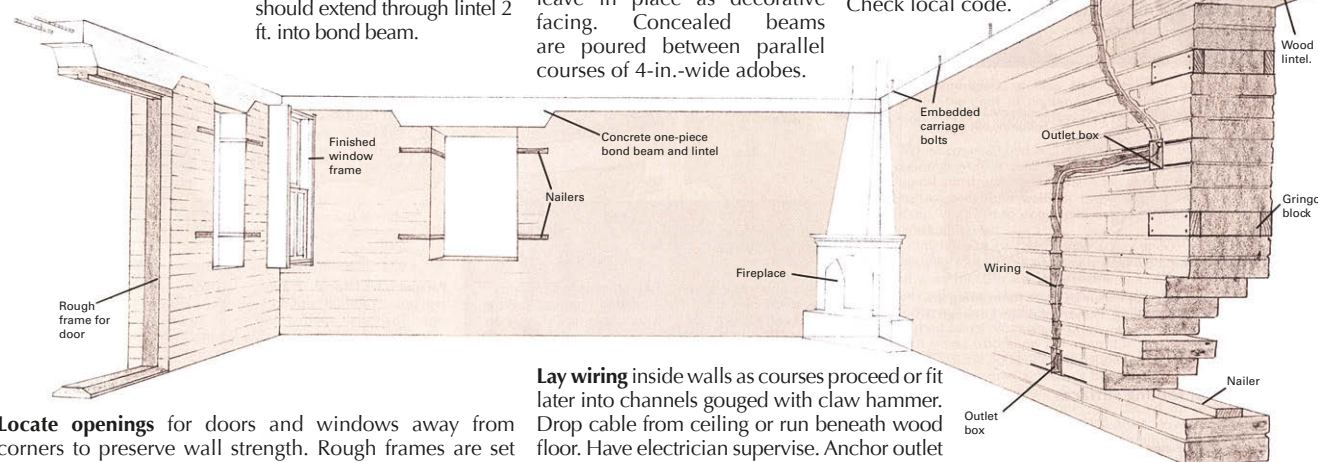 should extend through lintel 2
ft. into bond beam.
leave in place as decorative
facing. Concealed beams
are poured between parallel
courses of 4-in.-wide adobes.
Check local code.
Wood
lintel.
Embedded
carriage
bolts
Outlet box
Concrete one-piece
bond beam and lintel
Finished
window
frame
Nailers
Gringo
block
Fireplace
Wiring
Rough
frame for
door
Nailer
Outlet
box
Locate openings for doors and windows away from
corners to preserve wall strength. Rough frames are set
Lay wiring inside walls as courses proceed or fit
later into channels gouged with claw hammer.
Drop cable from ceiling or run beneath wood
floor. Have electrician supervise. Anchor outlet